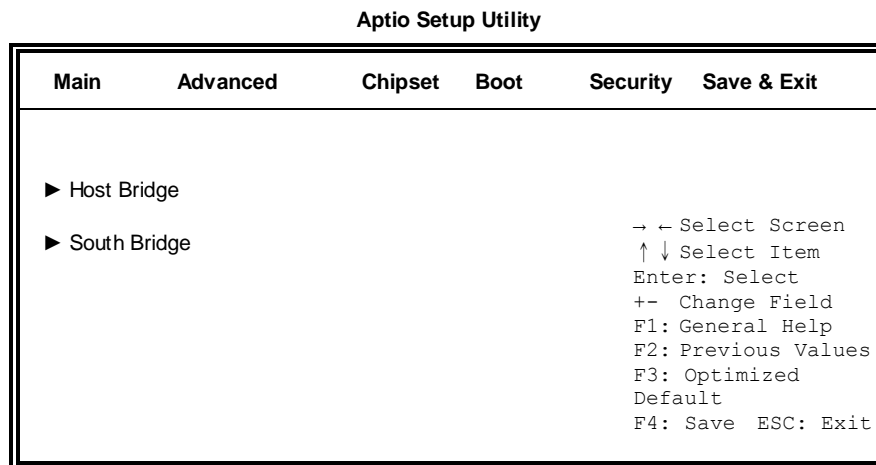 Aptio Setup Utility
Main Advanced Chipset Boot Security Save & Exit
► Host Bridge
► South Bridge
→ ← Select Screen
↑ ↓ Select Item
Enter: Select
+- Change Field
F1: General Help
F2: Previous Values
F3: Optimized
Default
F4: Save ESC: Exit